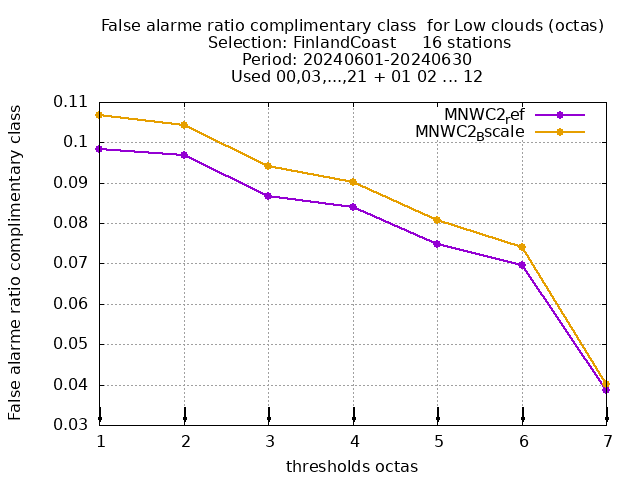 False alarme ratio complimentary class  for Low clouds (octas)
Selection: FinlandCoast     16 stations
Period: 20240601-20240630
Used 00,03,...,21 + 01 02 ... 12
False alarme ratio complimentary class
0.11
0.1
0.09
0.08
0.07
0.06
0.05
0.04
0.03
MNWC2ref
MNWC2Bscale
1 2 3 4 5 6 7
thresholds octas